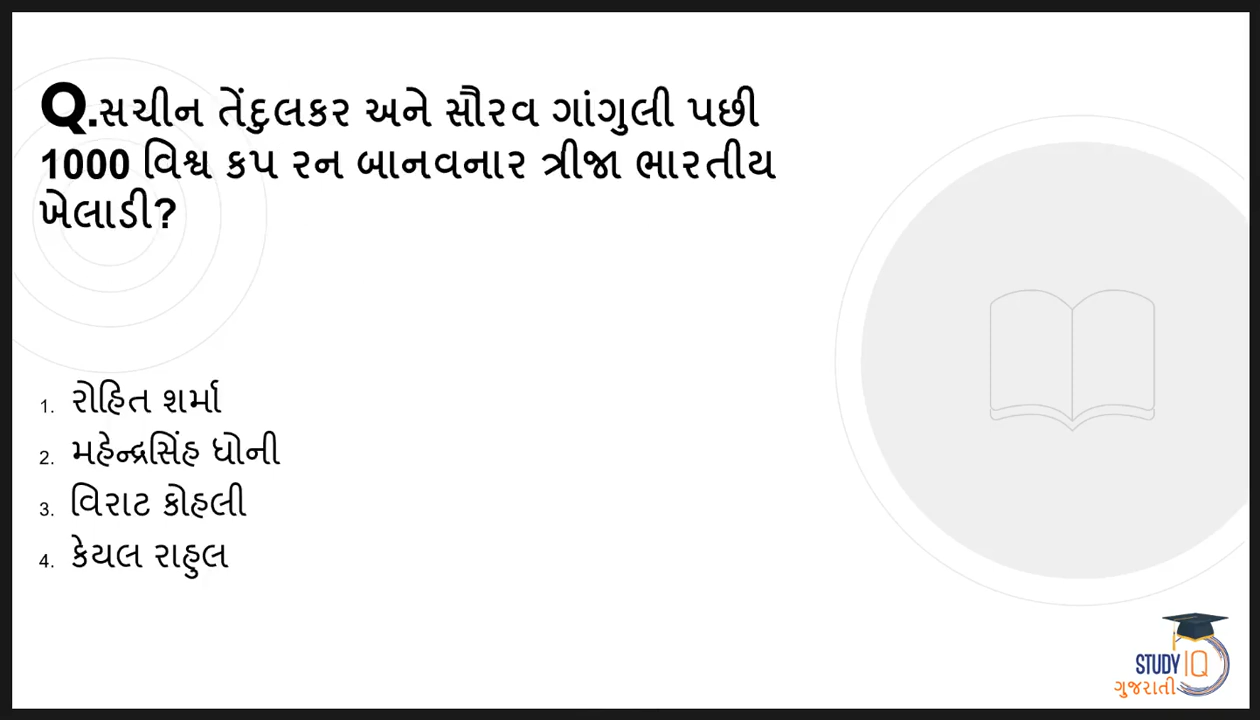 Q.સચીન તેંદુલકર અને સૌરવ ગાંગુલી પછી
1000 વિશ્વ કપ રન બાનવનાર ત્રીજા ભારતીય
ખેલાડી?
1. રોહિત શર્મા
2. મહેન્દ્રસિંહ ધોની
3. વિરાટ કોહલી
4. કેયલ રાહુલ
STUDY IQ
ગુજરાતી